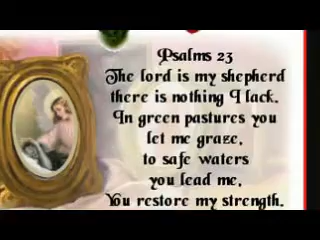 Psalms 23
The lord is my shepherd
there is nothing I lack.
In green pastures you
let me graze,
to safe waters
you lead me,
You restore my strength.